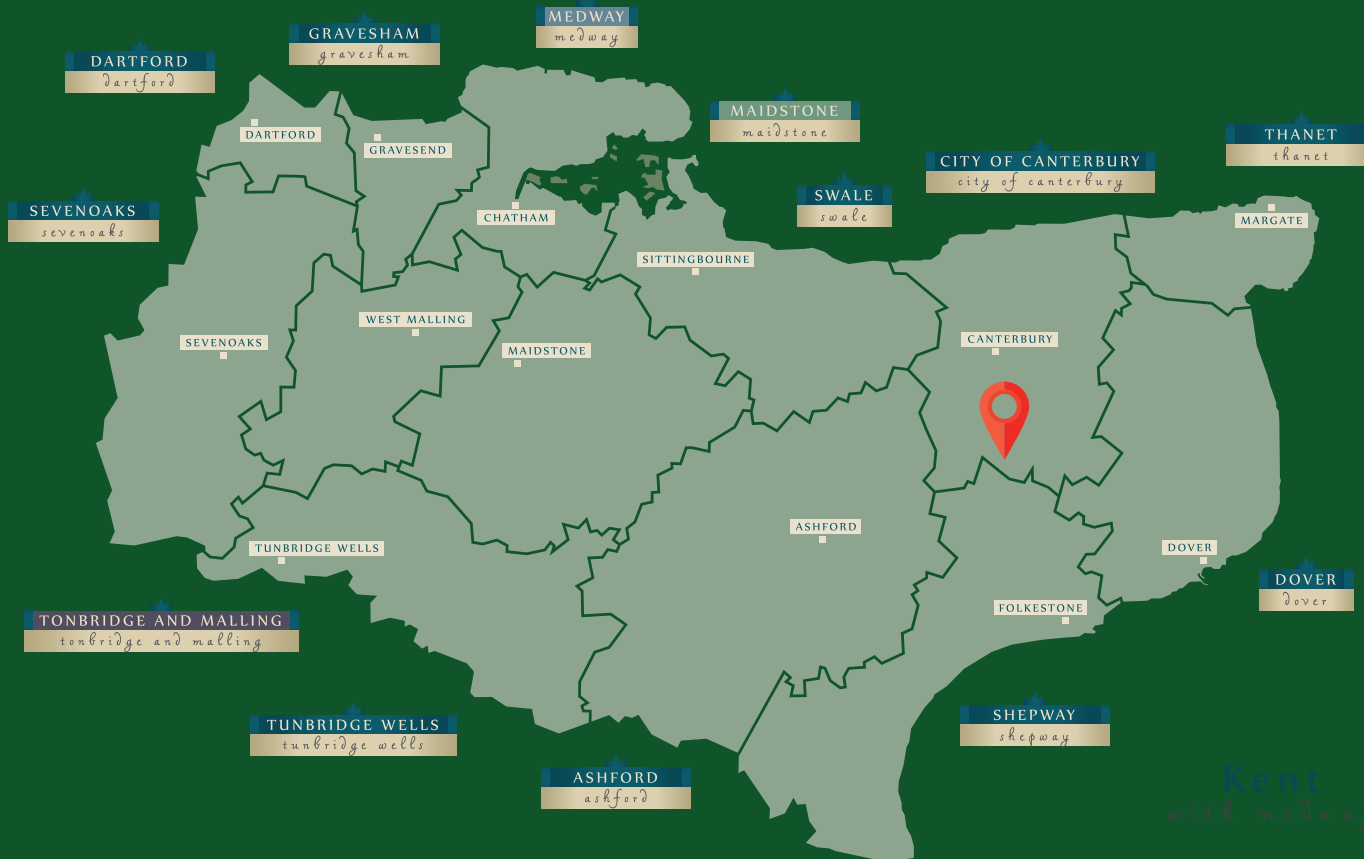 MEDWAY
medway
GRAVESHAM
gravesham
DARTFORD
dartford
MAIDSTONE
maidstone
THANET
thanet
CITY OF CANTERBURY
city of canterbury
SWALE
swale
SEVENOAKS
sevenoaks
DARTFORD
GRAVESEND
CHATHAM
MARGATE
SITTINGBOURNE
WEST MALLING
SEVENOAKS
MAIDSTONE
CANTERBURY
ASHFORD
TUNBRIDGE WELLS
DOVER
FOLKESTONE
DOVER
dover
TONBRIDGE AND MALLING
tonbridge and malling
TUNBRIDGE WELLS
tunbridge wells
SHEPWAY
shepway
ASHFORD
ashford
Kent
with medwa